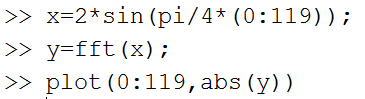 >> x=2*sin(pi/4*(0:119));
>> y=fft(x);
>> plot(0:119,abs(y))